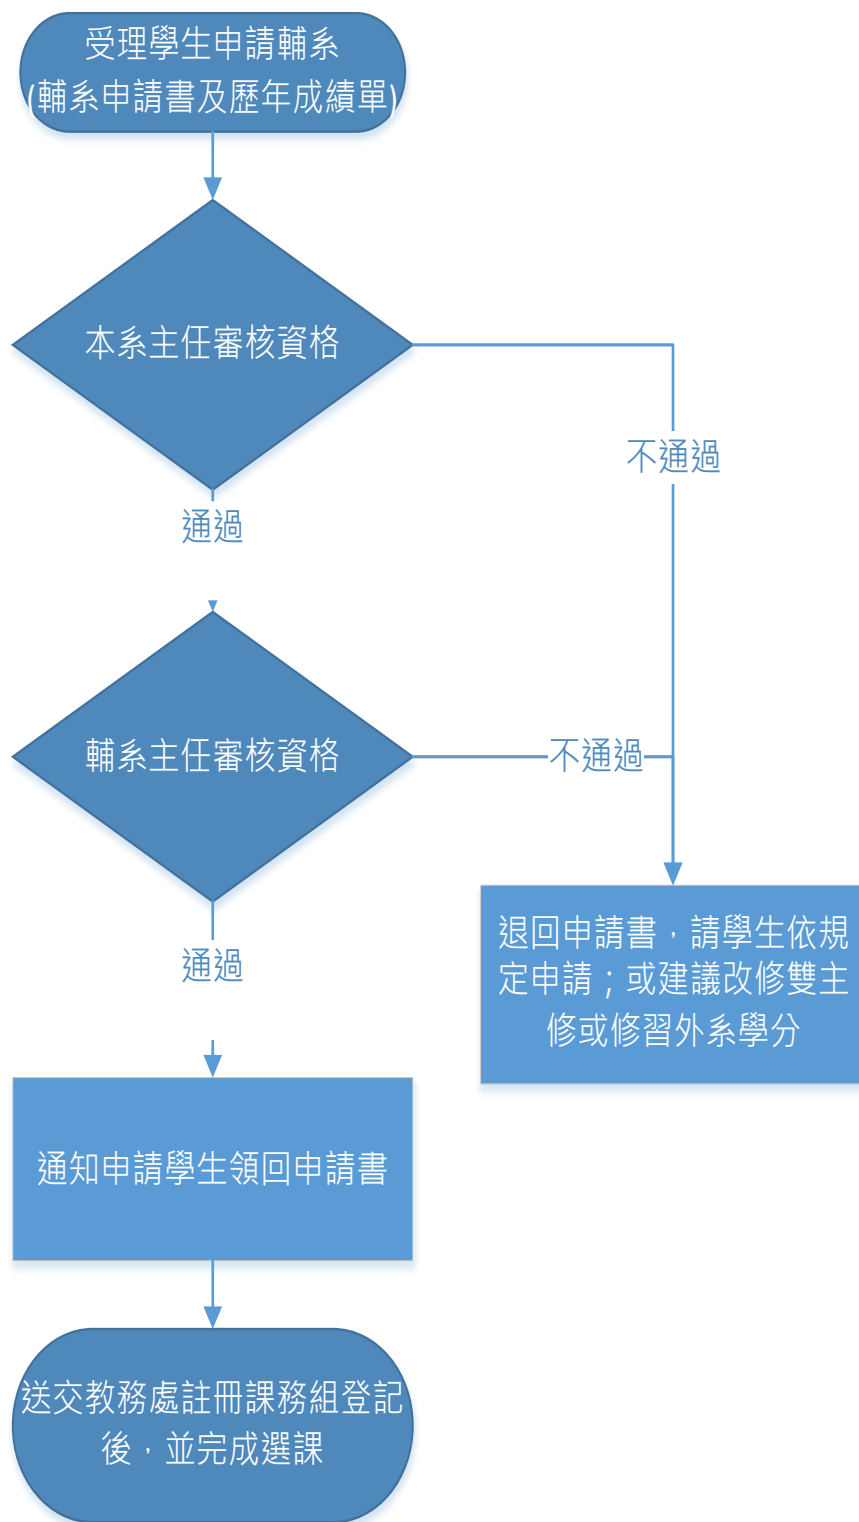 受理學生申請輔系
(輔系申請書及歷年成績單)
本系主任審核資格
不通過
通過
輔系主任審核資格
不通過
退回申請書，請學生依規
定申請；或建議改修雙主
修或修習外系學分
通過
通知申請學生領回申請書
送交教務處註冊課務組登記
後，並完成選課